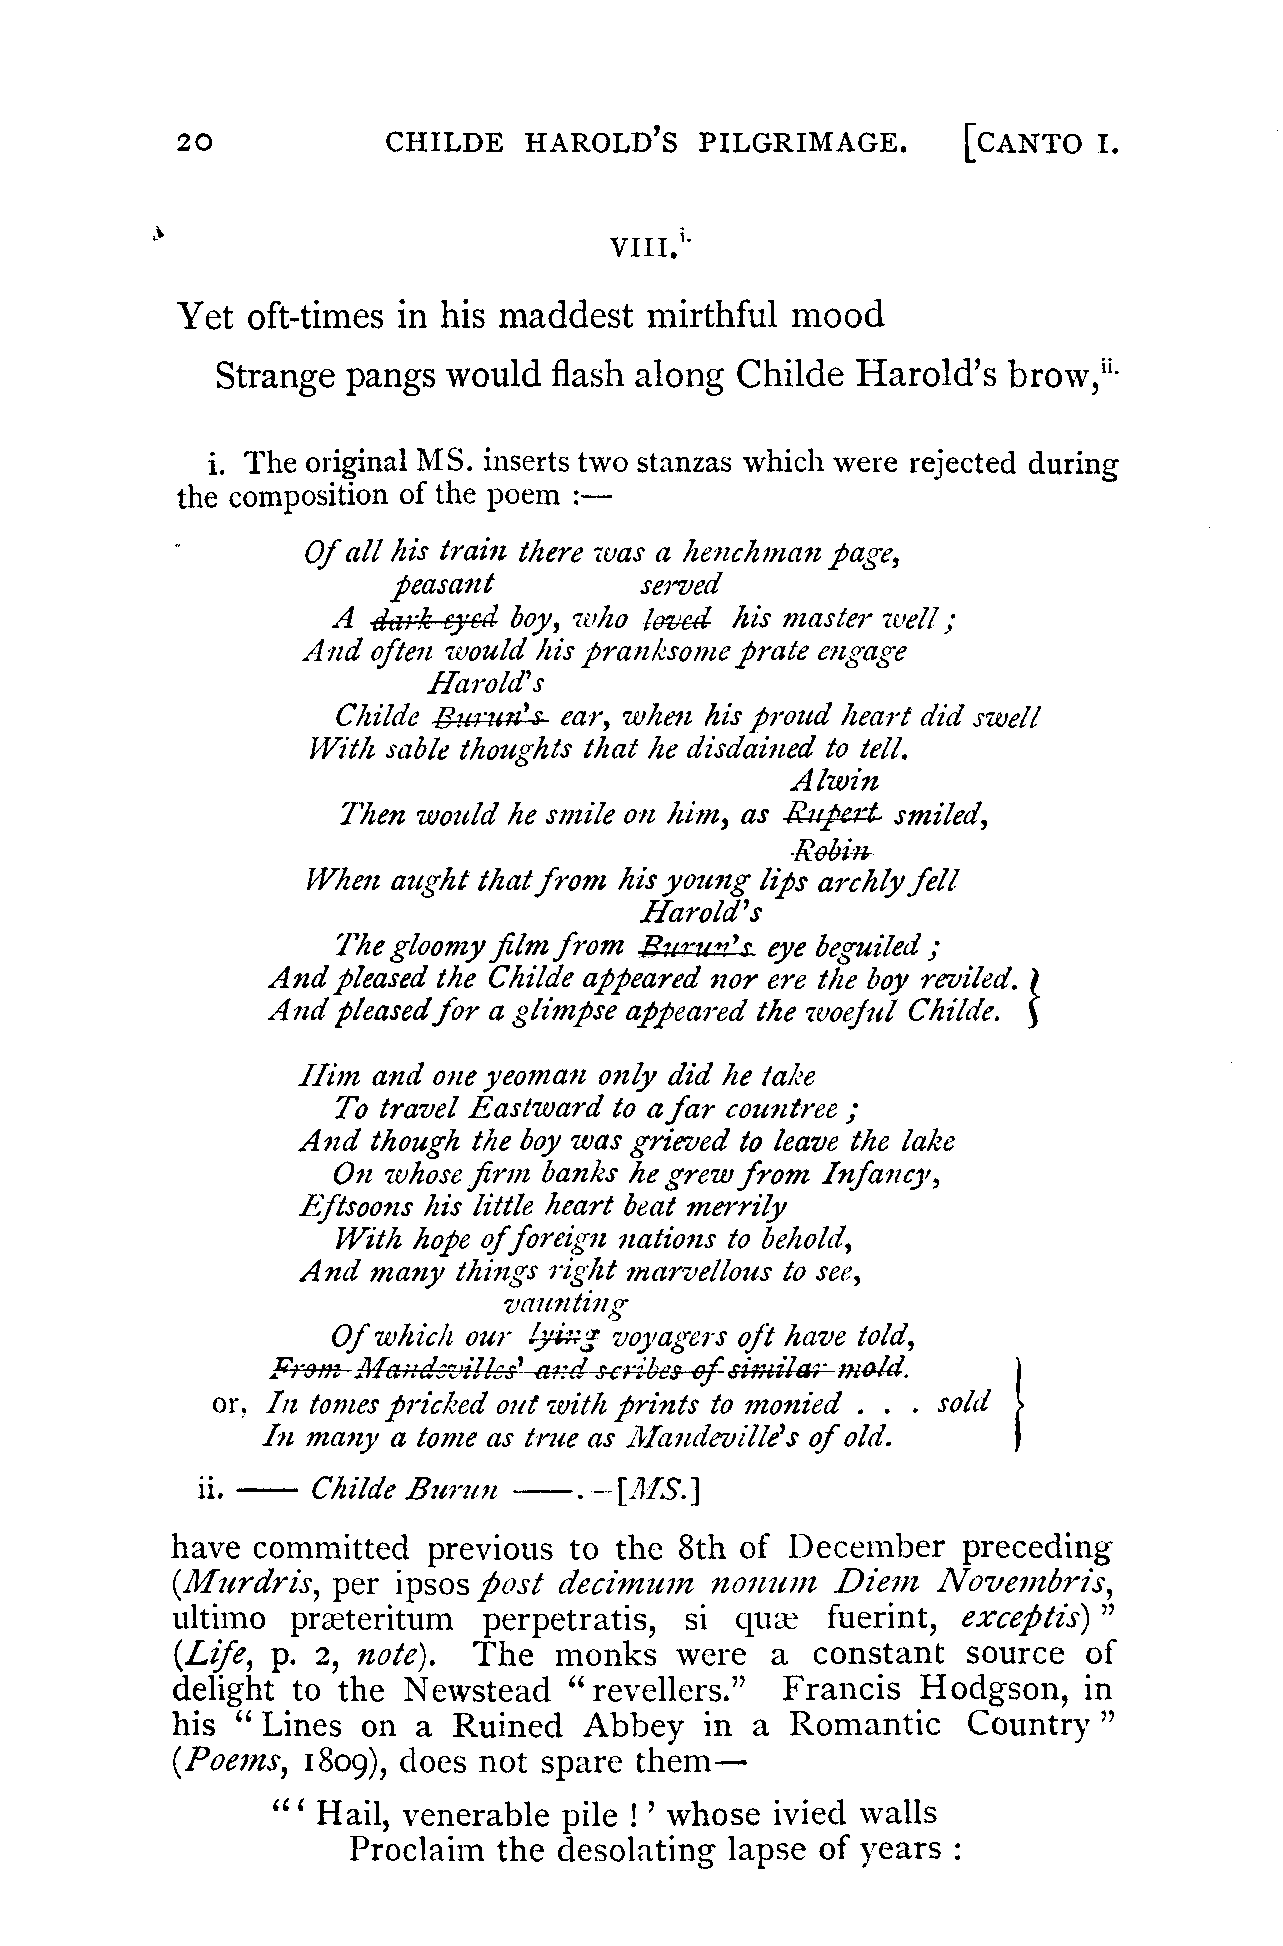 20 CHILDE HAROLD'S PILGRIMAGE. [CANTO I.
VIII.i.
Yet oft-times in his maddest mirthful mood
Strange pangs would flash along Childe Harold's brow,ii.
i. The original MS. inserts two stanzas which were rejected during
the composition of the poem :—
Of all his train there was a henchman page,
peasant served
A dark eyed boy, who loved his master well ;
And often would his pranksome prate engage
Harold's
Childe Burun's ear, when his proud heart did swell
With sable thoughts that he disdained to tell.
Alwin
Then would he smile on him, as Rupert smiled,
Robin
When aught that from his young lips archly fell
Harold's
The gloomy film from Burun's eye beguiled ;
And pleased the Childe appeared nor ere the boy reviled. }
And pleased for a glimpse appeared the woeful Childe.
Him and one yeoman only did he take
To travel Eastward to a far countree ;
And though the boy was grieved to leave the lake
On whose firm banks he grew from Infancy,
Eftsoons his little heart beat merrily
With hope of foreign nations to behold,
And many things right marvellous to see,
vaunting
Of which our lying voyagers oft have told,
From Mandevilles' and scribes of similar mold.
or, In tomes pricked out with prints to monied . . . sold }
In many a tome as true as Mandeville's of old.
ii. —— Childe Burun ——.—[MS.]
have committed previous to the 8th of December preceding
(Murdris, per ipsos post decimum nonum Diem Novembris,
ultimo præteritum perpetratis, si quæ fuerint, exceptis) ”
(Life, p. 2, note). The monks were a constant source of
delight to the Newstead “ revellers.” Francis Hodgson, in
his “ Lines on a Ruined Abbey in a Romantic Country ”
(Poems, 1809), does not spare them—
“ ‘ Hail, venerable pile ! ’ whose ivied walls
Proclaim the desolating lapse of years :